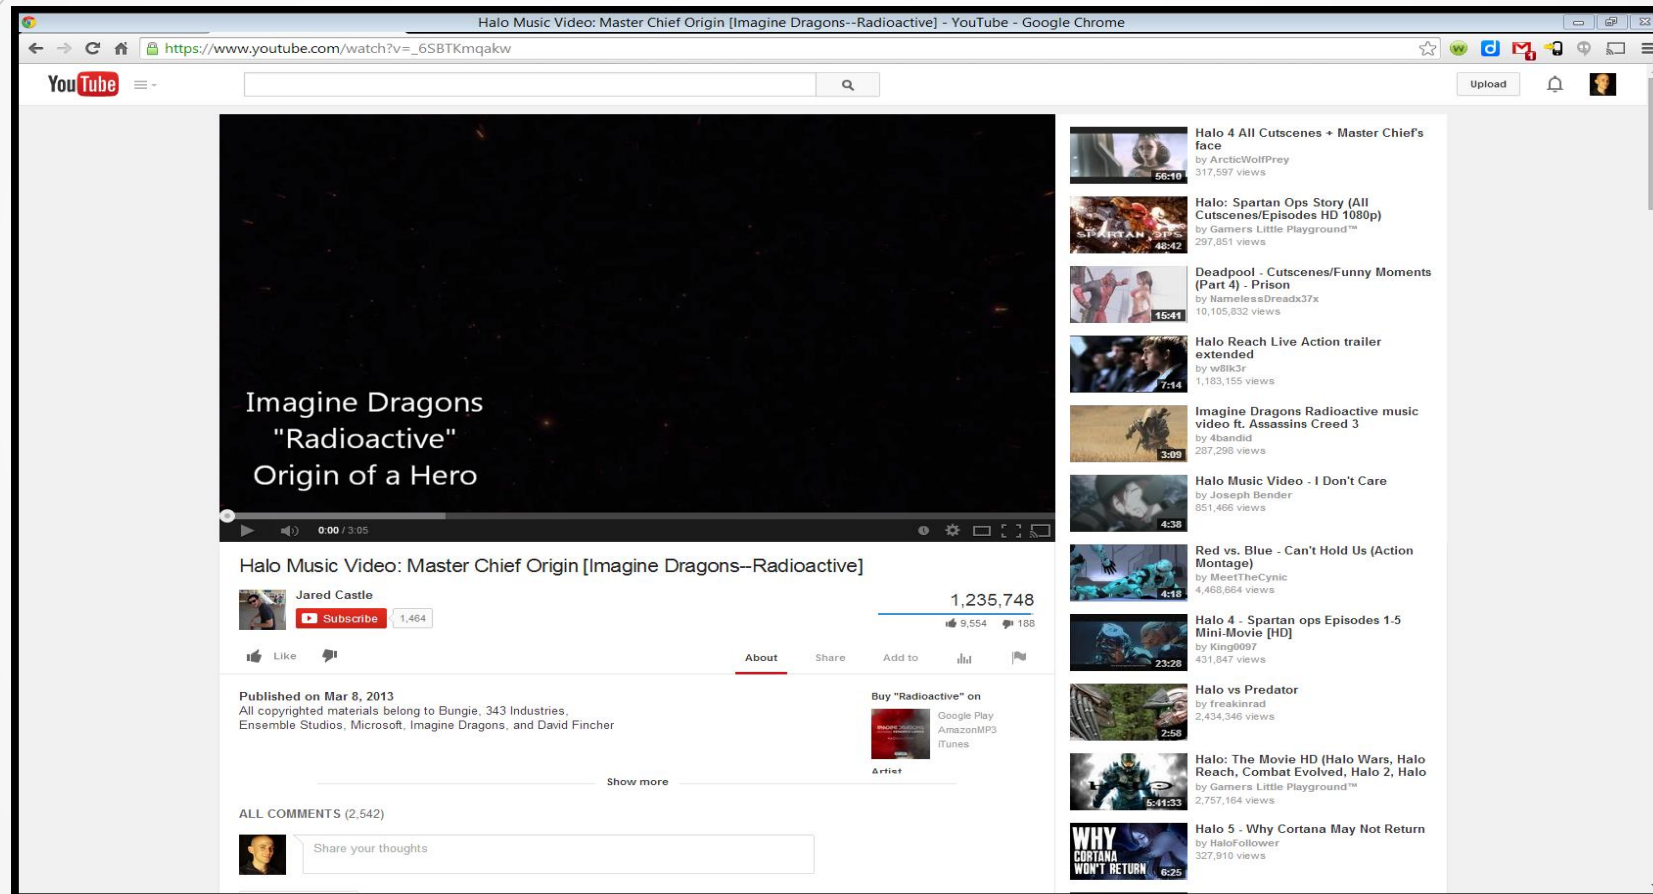 Halo Music Video: Master Chief Origin [Imagine Dragons--Radioactive] - YouTube - Google Chrome
https://www.youtube.com/watch?v=_6SBTKmqakw
1
YouTube
Upload
Imagine Dragons
"Radioactive"
Origin of a Hero
0:00 / 3:05
Halo Music Video: Master Chief Origin [Imagine Dragons--Radioactive]
Jared Castle
Subscribe 1,464
1,235,748
9,554 188
Like
About Share Add to
Published on Mar 8, 2013
All copyrighted materials belong to Bungie, 343 Industries,
Ensemble Studios, Microsoft, Imagine Dragons, and David Fincher
Buy "Radioactive" on
Google Play
AmazonMP3
iTunes
Artist
Show more
ALL COMMENTS (2,542)
Share your thoughts
Halo 4 All Cutscenes + Master Chief's
face
by ArcticWolfPrey
317,597 views
56:10
Halo: Spartan Ops Story (All
Cutscenes/Episodes HD 1080p)
by Gamers Little Playground™
297,851 views
SPARTAN OPS
48:42
Deadpool - Cutscenes/Funny Moments
(Part 4) - Prison
by NamelessDreadx37x
10,105,832 views
15:41
Halo Reach Live Action trailer
extended
by w8lk3r
1,183,155 views
7:14
Imagine Dragons Radioactive music
video ft. Assassins Creed 3
by 4bandid
287,298 views
3:09
Halo Music Video - I Don't Care
by Joseph Bender
851,466 views
4:38
Red vs. Blue - Can't Hold Us (Action
Montage)
by MeetTheCynic
4,468,664 views
4:18
Halo 4 - Spartan ops Episodes 1-5
Mini-Movie [HD]
by King0097
431,847 views
23:28
Halo vs Predator
by freakinrad
2,434,346 views
2:58
Halo: The Movie HD (Halo Wars, Halo
Reach, Combat Evolved, Halo 2, Halo
by Gamers Little Playground™
2,757,164 views
HALO
5:41:33
Halo 5 - Why Cortana May Not Return
by HaloFollower
327,910 views
WHY
CORTANA
WON'T RETURN
6:25